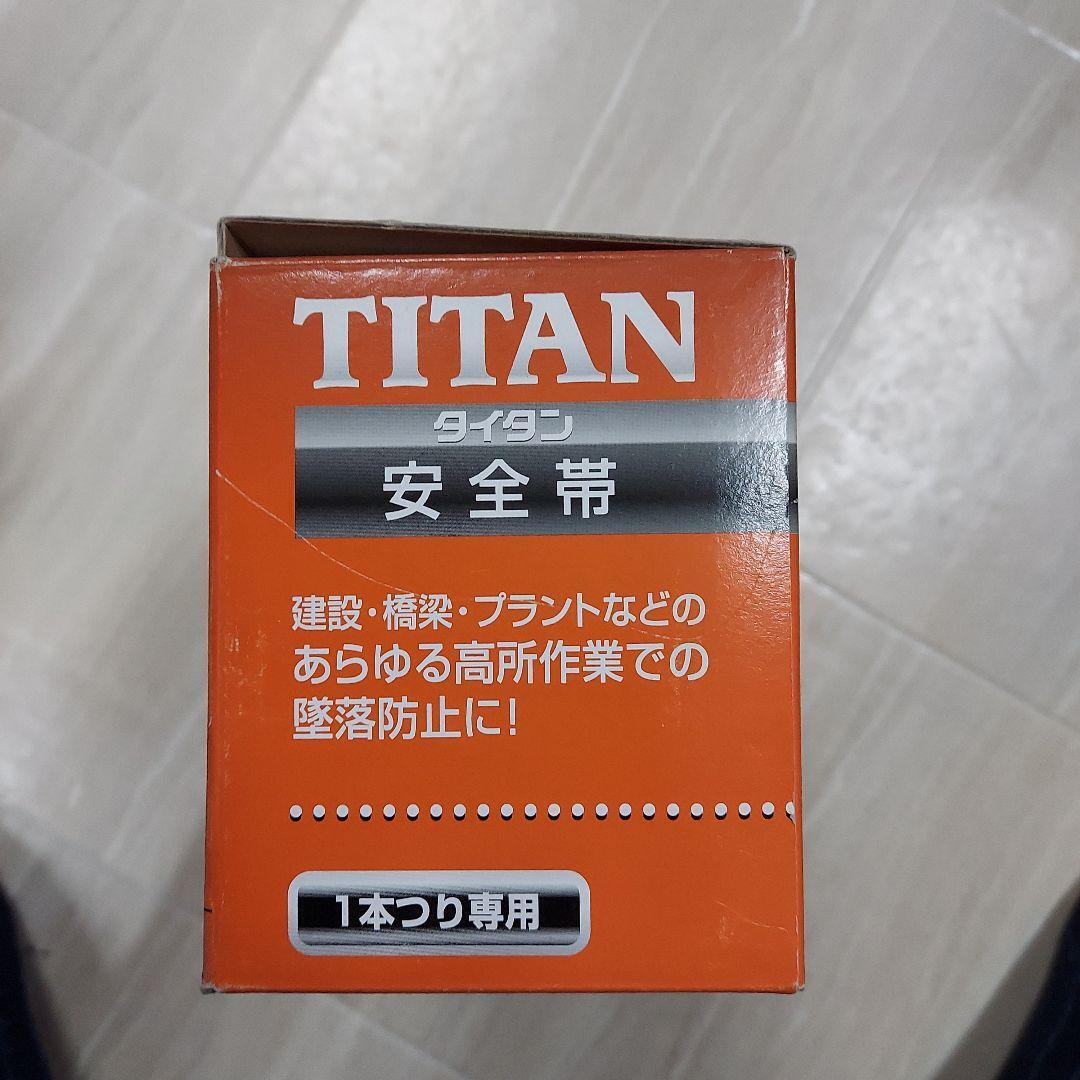 TITAN
タイタン
安全帯
建設・橋梁・プラントなどの
あらゆる高所作業での
墜落防止に!
1本つり専用